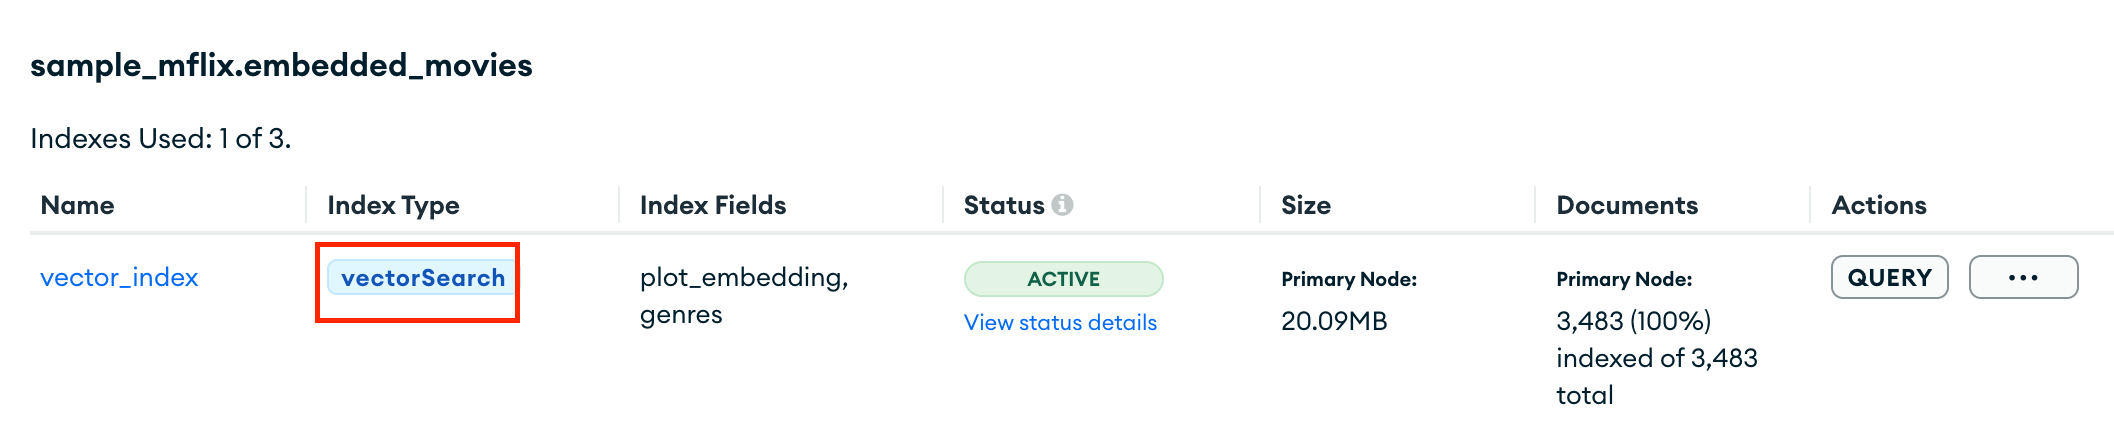 sample_mflix.embedded_movies
Indexes Used: 1 of 3.
Name Index Type Index Fields Status Size Documents Actions
vector_index vectorSearch plot_embedding, ACTIVE Primary Node: Primary Node: QUERY ...
genres View status details 20.09MB 3,483 (100%)
indexed of 3,483
total